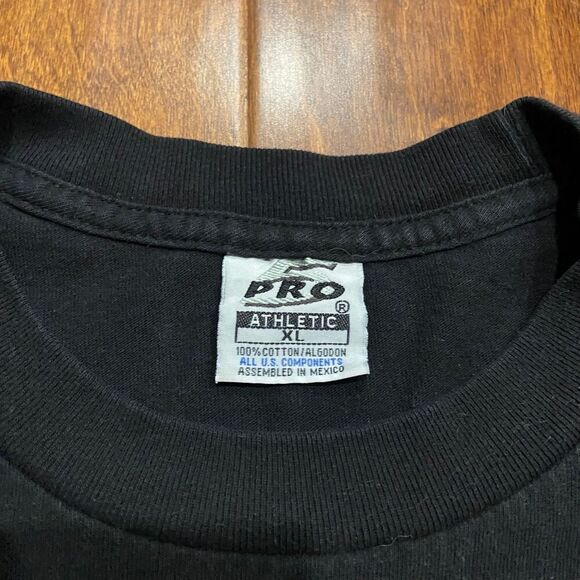 PRO®
ATHLETIC
XL
100% COTTON/ALGODON
ALL U.S. COMPONENTS
ASSEMBLED IN MEXICO